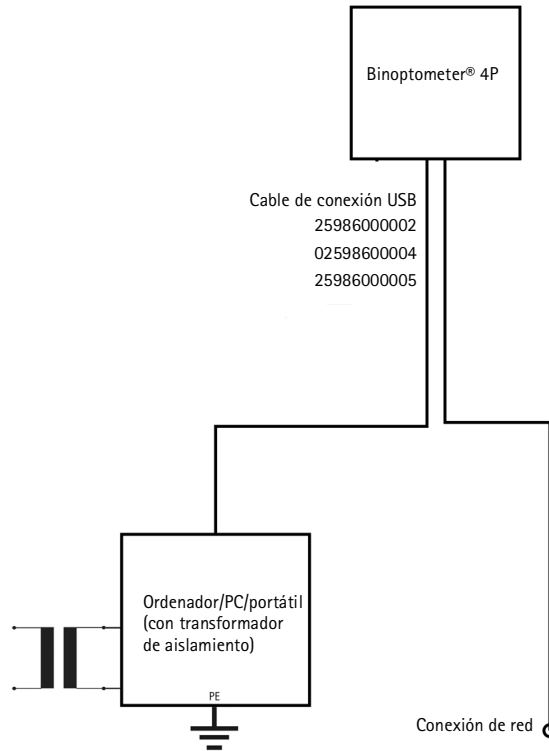 Binoptometer® 4P
Cable de conexión USB
25986000002
02598600004
25986000005
Ordenador/PC/portátil
(con transformador
de aislamiento)
PE
Conexión de red